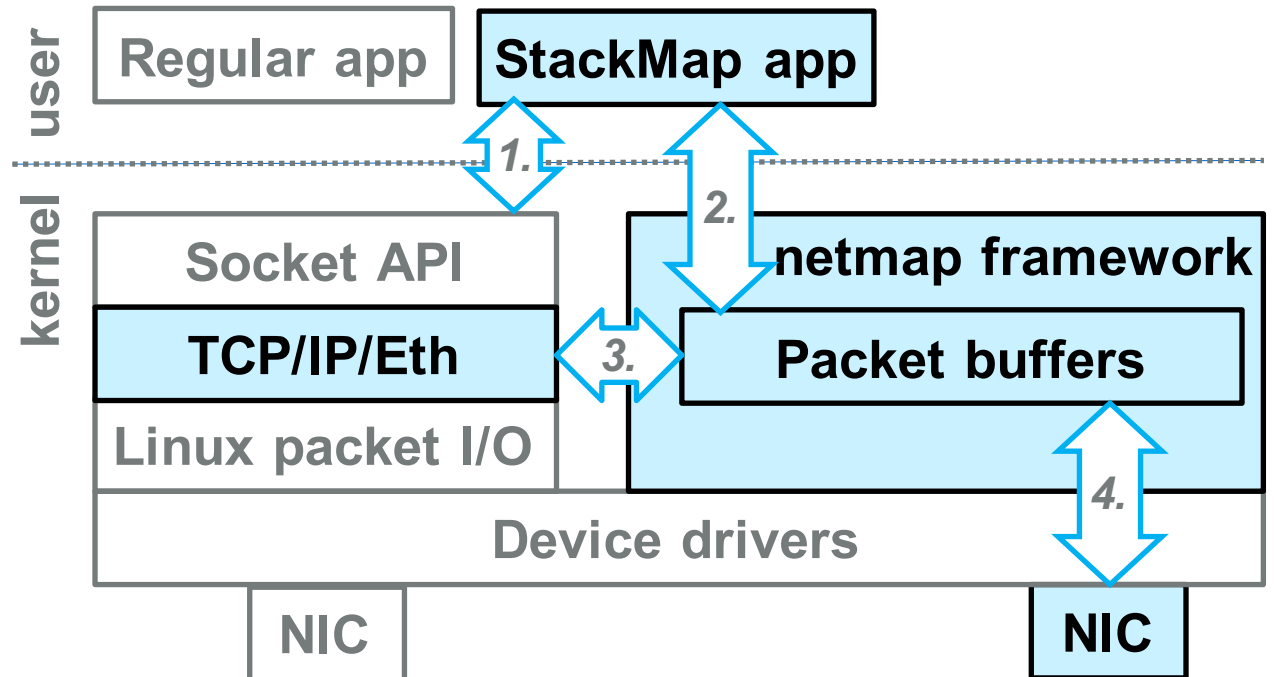 user
Regular app
StackMap app
1.
2.
kernel
Socket API
netmap framework
TCP/IP/Eth
3.
Packet buffers
Linux packet I/O
4.
Device drivers
NIC
NIC